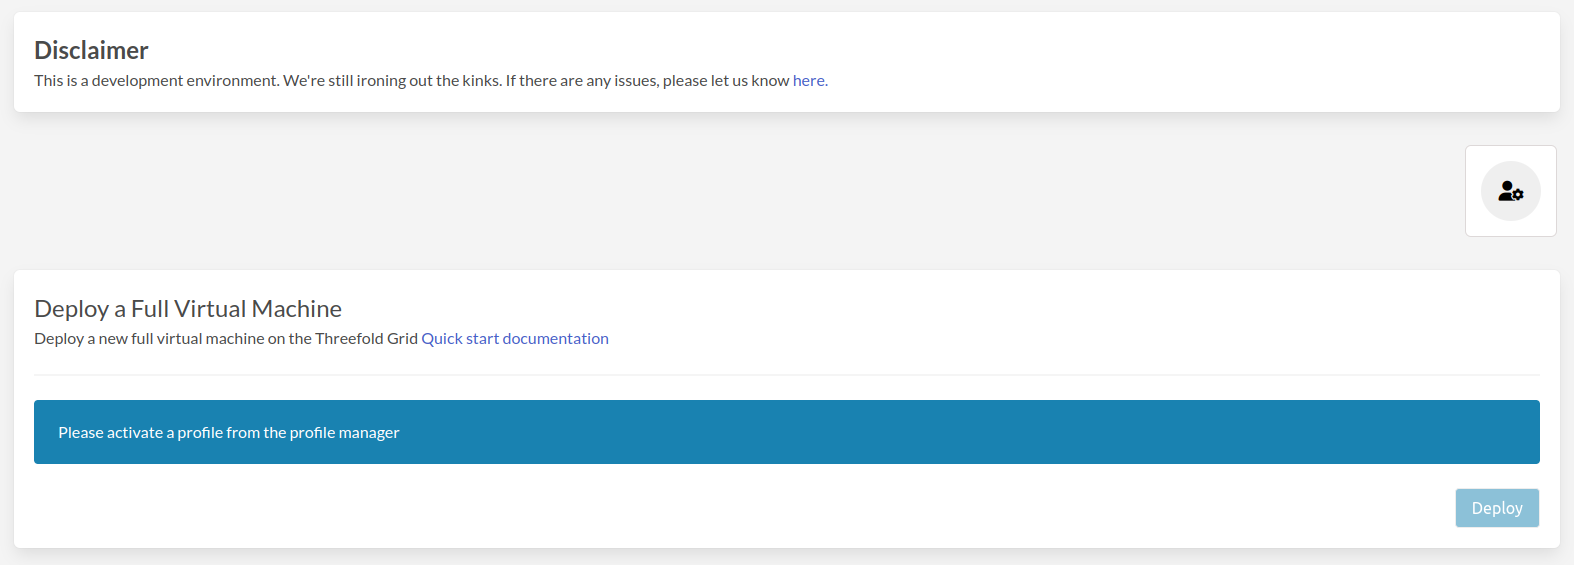 Disclaimer
This is a development environment. We're still ironing out the kinks. If there are any issues, please let us know here.
Deploy a Full Virtual Machine
Deploy a new full virtual machine on the Threefold Grid Quick start documentation
Please activate a profile from the profile manager
Deploy